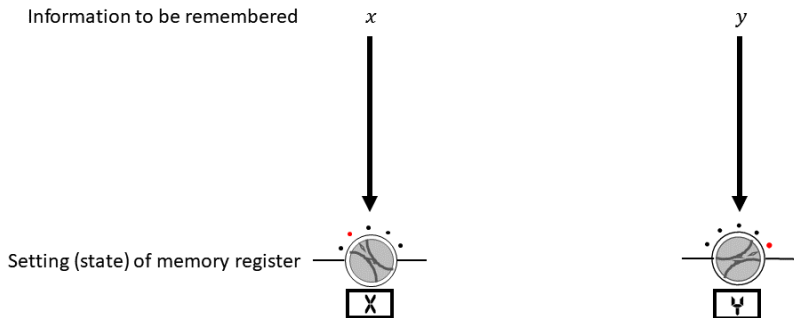 Information to be remembered x y
Setting (state) of memory register
X Y